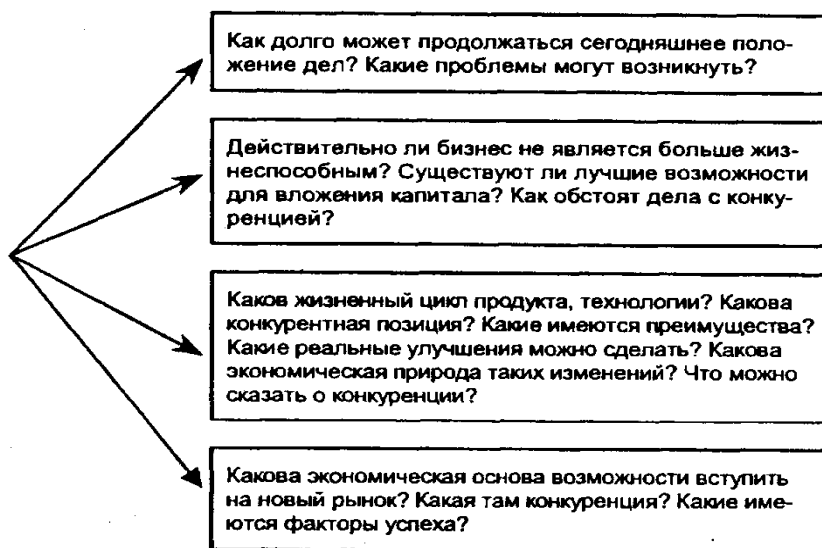 Как долго может продолжаться сегодняшнее поло-
жение дел? Какие проблемы могут возникнуть?
Действительно ли бизнес не является больше жиз-
неспособным? Существуют ли лучшие возможности
для вложения капитала? Как обстоят дела с конку-
ренцией?
Каков жизненный цикл продукта, технологии? Какова
конкурентная позиция? Какие имеются преимущества?
Какие реальные улучшения можно сделать? Какова
экономическая природа таких изменений? Что можно
сказать о конкуренции?
Какова экономическая основа возможности вступить
на новый рынок? Какая там конкуренция? Какие име-
ются факторы успеха?